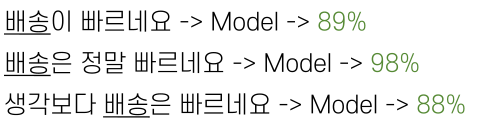 배송이 빠르네요 -> Model -> 89%
배송은 정말 빠르네요 -> Model -> 98%
생각보다 배송은 빠르네요 -> Model -> 88%